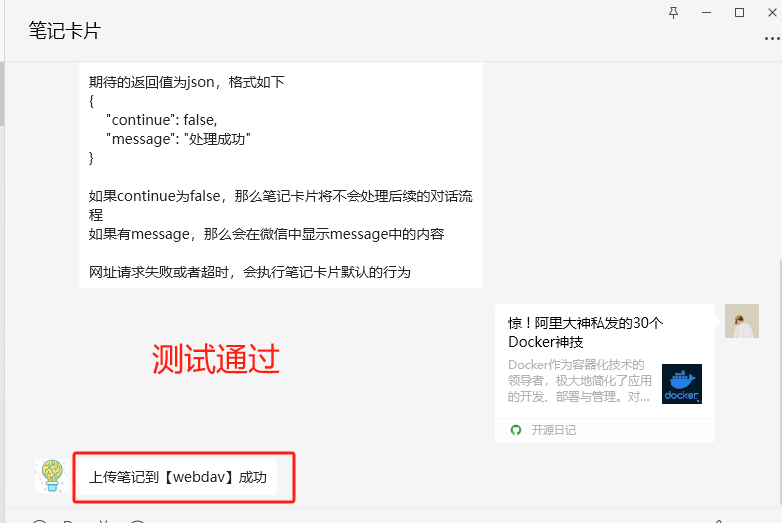 笔记卡片
期待的返回值为json，格式如下
{
"continue": false,
"message": "处理成功"
}
如果continue为false，那么笔记卡片将不会处理后续的对话流
程
如果有message，那么会在微信中显示message中的内容
网址请求失败或者超时，会执行笔记卡片默认的行为
惊！阿里大神私发的30个
Docker神技
Docker作为容器化技术的
领导者，极大地简化了应用
的开发、部署与管理。对...
docker
开源日记
测试通过
上传笔记到【webdav】成功